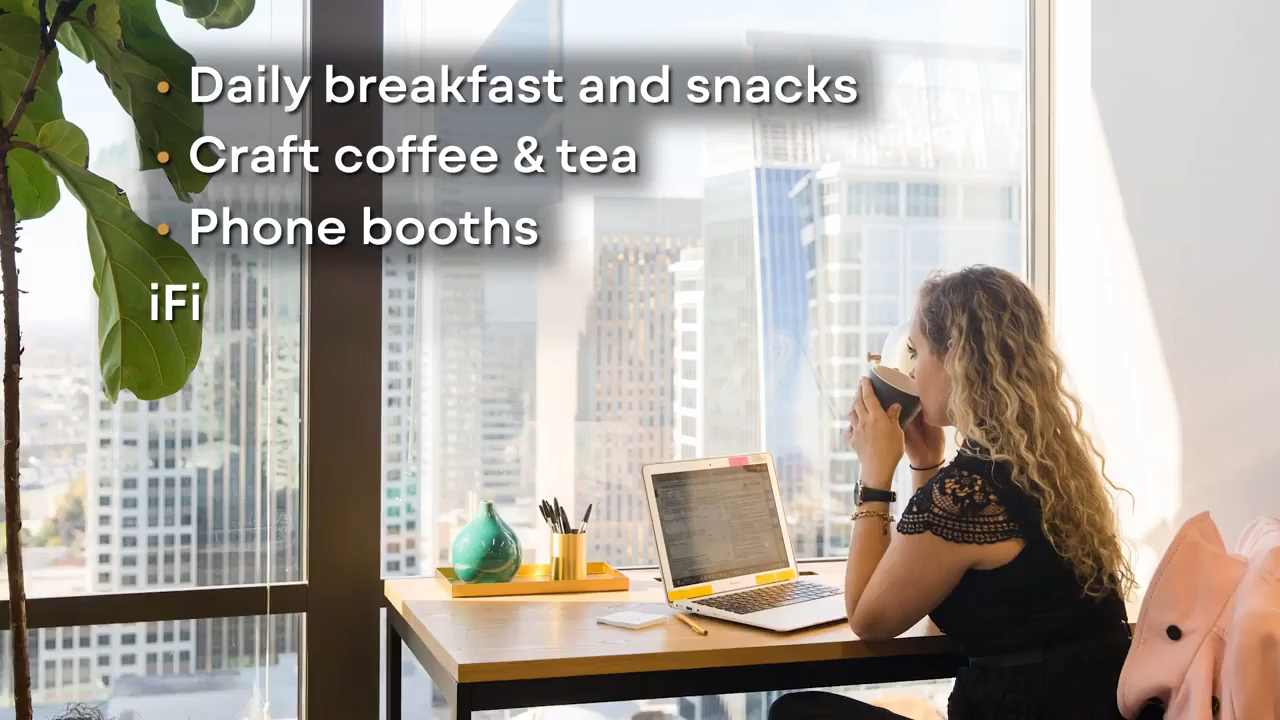 • Daily breakfast and snacks
• Craft coffee & tea
• Phone booths
iFi